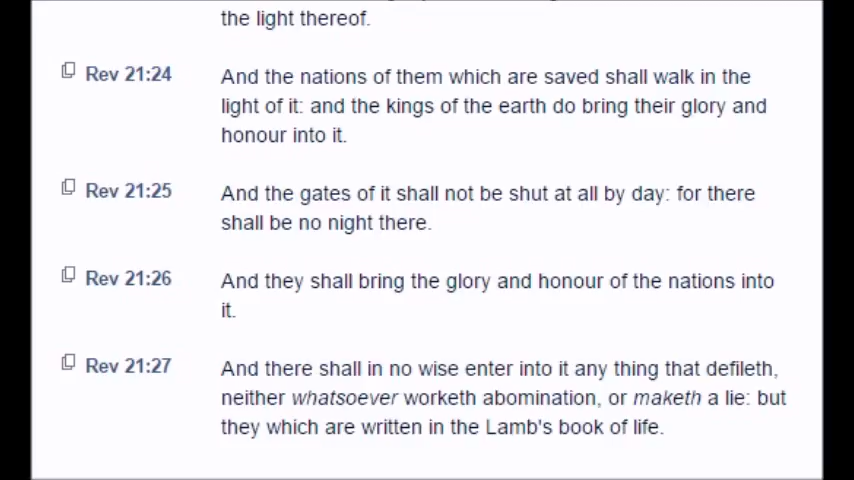 the light thereof.
Rev 21:24 And the nations of them which are saved shall walk in the
light of it: and the kings of the earth do bring their glory and
honour into it.
Rev 21:25 And the gates of it shall not be shut at all by day: for there
shall be no night there.
Rev 21:26 And they shall bring the glory and honour of the nations into
it.
Rev 21:27 And there shall in no wise enter into it any thing that defileth,
neither whatsoever worketh abomination, or maketh a lie: but
they which are written in the Lamb's book of life.